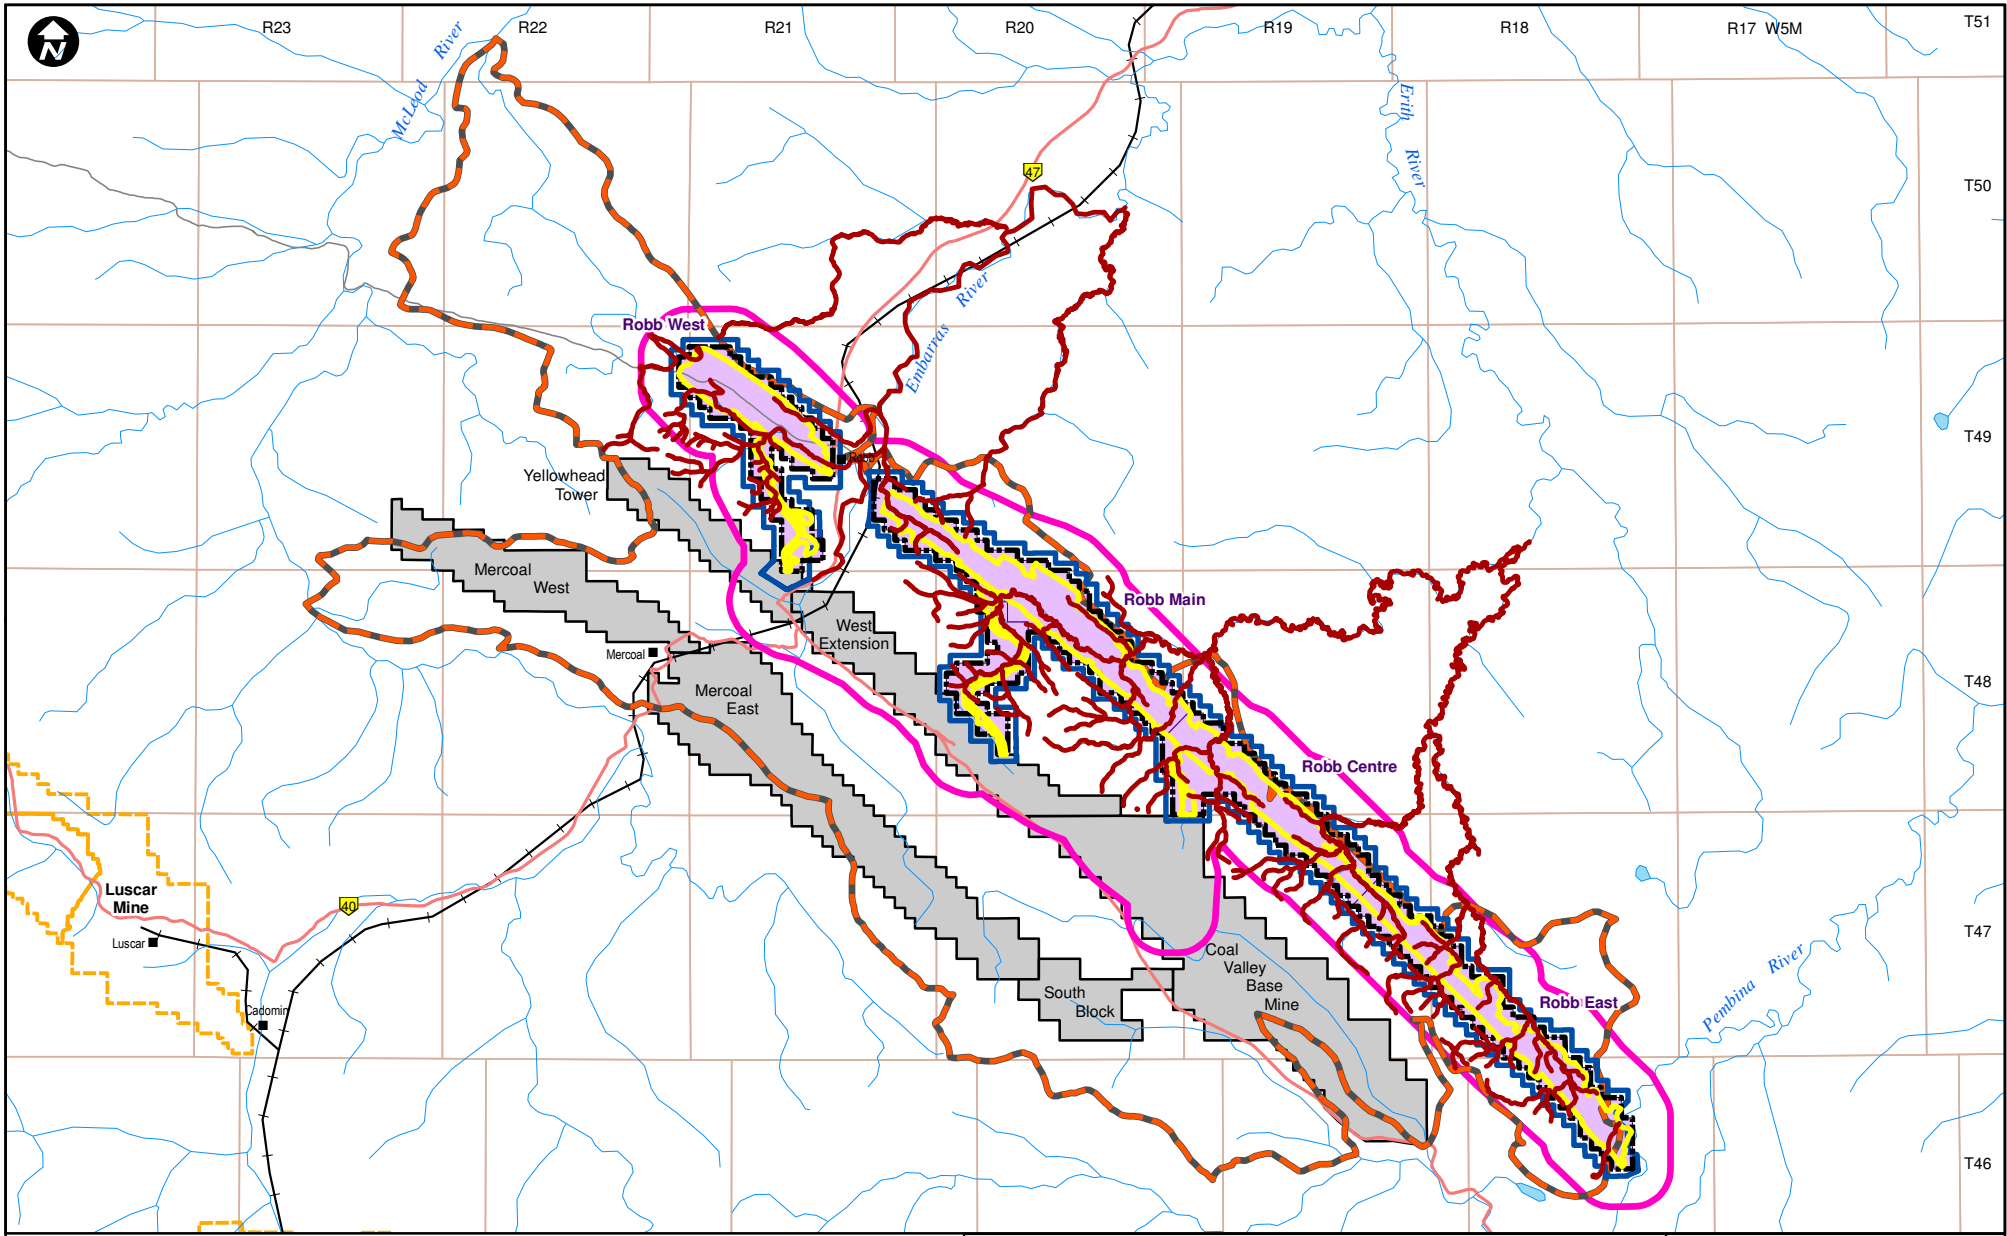 N
R23
R22
R21
R20
R19
R18
R17 W5M
T51
T50
T49
T48
T47
T46
McLeod
River
Erith
River
47
Embarras
River
Robb West
Robb
Yellowhead
Tower
Mercoal
West
Mercoal
Mercoal
East
West
Extension
Robb Main
Robb Centre
Robb East
Pembina
River
Luscar
Mine
Luscar
40
Cadomin
South
Block
Coal
Valley
Base
Mine